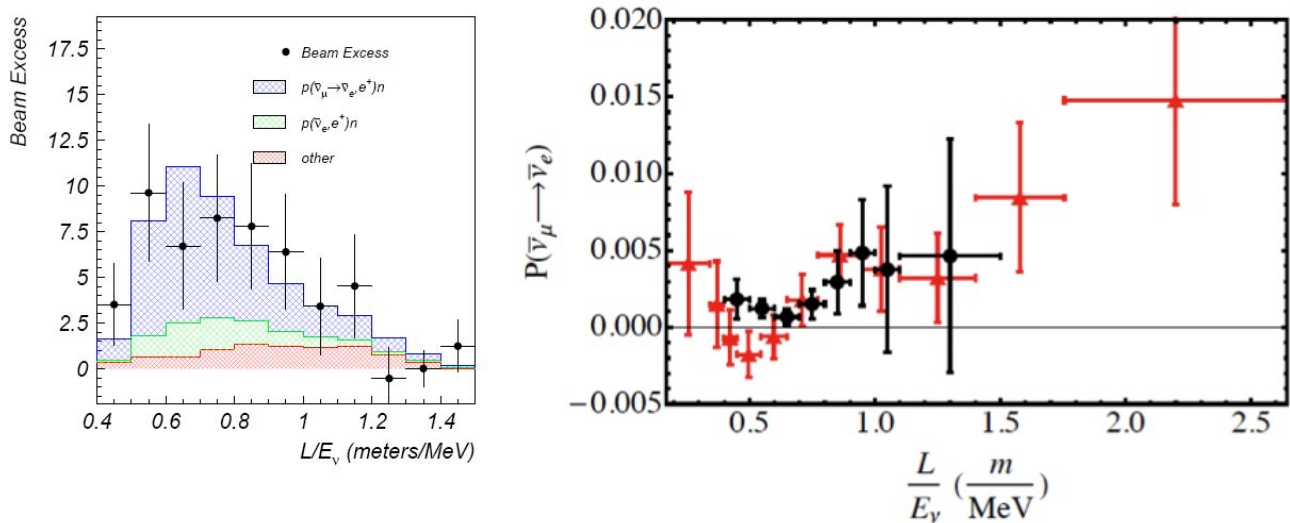 Beam Excess
17.5
15
12.5
10
7.5
5
2.5
0
Beam Excess
p(ν̄μ→ν̄e,e⁺)n
p(ν̄e,e⁺)n
other
0.4 0.6 0.8 1 1.2 1.4
L/Eν (meters/MeV)
P(ν̄μ⟶ν̄e)
0.020
0.015
0.010
0.005
0.000
−0.005
0.5 1.0 1.5 2.0 2.5
L/Eν (m/MeV)